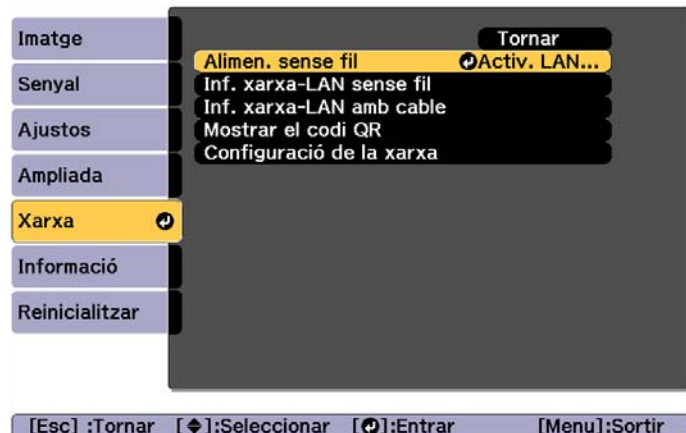 Imatge
Senyal
Ajustos
Ampliada
Xarxa
Informació
Reinicialitzar
Tornar
Alimen. sense fil Activ. LAN...
Inf. xarxa-LAN sense fil
Inf. xarxa-LAN amb cable
Mostrar el codi QR
Configuració de la xarxa
[Esc] :Tornar [◆]:Seleccionar [↵]:Entrar [Menu]:Sortir